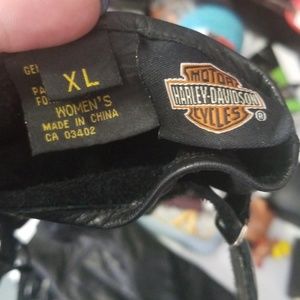 XL
WOMEN'S
MADE IN CHINA
CA 03402
MOTOR
HARLEY-DAVIDSON
CYCLES
®